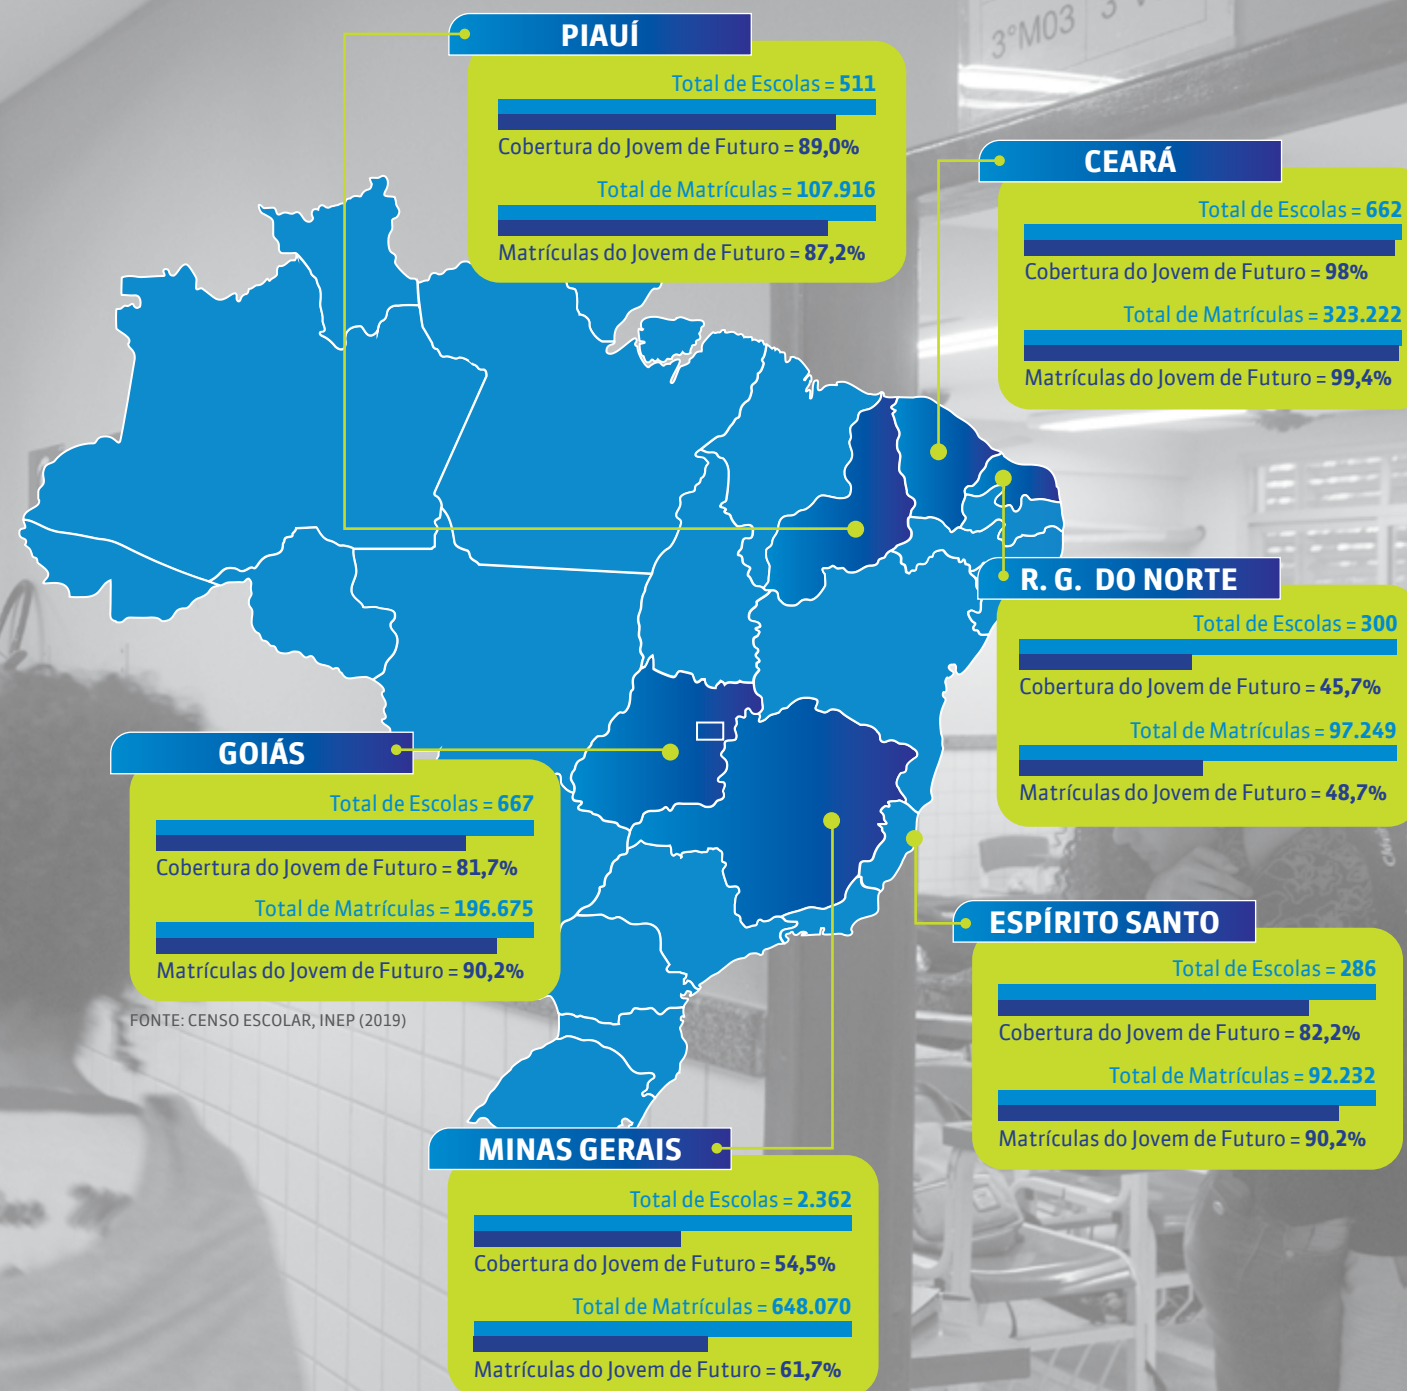 3°M03
PIAUÍ
Total de Escolas = 511
Cobertura do Jovem de Futuro = 89,0%
Total de Matrículas = 107.916
Matrículas do Jovem de Futuro = 87,2%
CEARÁ
Total de Escolas = 662
Cobertura do Jovem de Futuro = 98%
Total de Matrículas = 323.222
Matrículas do Jovem de Futuro = 99,4%
R. G. DO NORTE
Total de Escolas = 300
Cobertura do Jovem de Futuro = 45,7%
Total de Matrículas = 97.249
Matrículas do Jovem de Futuro = 48,7%
GOIÁS
Total de Escolas = 667
Cobertura do Jovem de Futuro = 81,7%
Total de Matrículas = 196.675
Matrículas do Jovem de Futuro = 90,2%
FONTE: CENSO ESCOLAR, INEP (2019)
ESPÍRITO SANTO
Total de Escolas = 286
Cobertura do Jovem de Futuro = 82,2%
Total de Matrículas = 92.232
Matrículas do Jovem de Futuro = 90,2%
MINAS GERAIS
Total de Escolas = 2.362
Cobertura do Jovem de Futuro = 54,5%
Total de Matrículas = 648.070
Matrículas do Jovem de Futuro = 61,7%